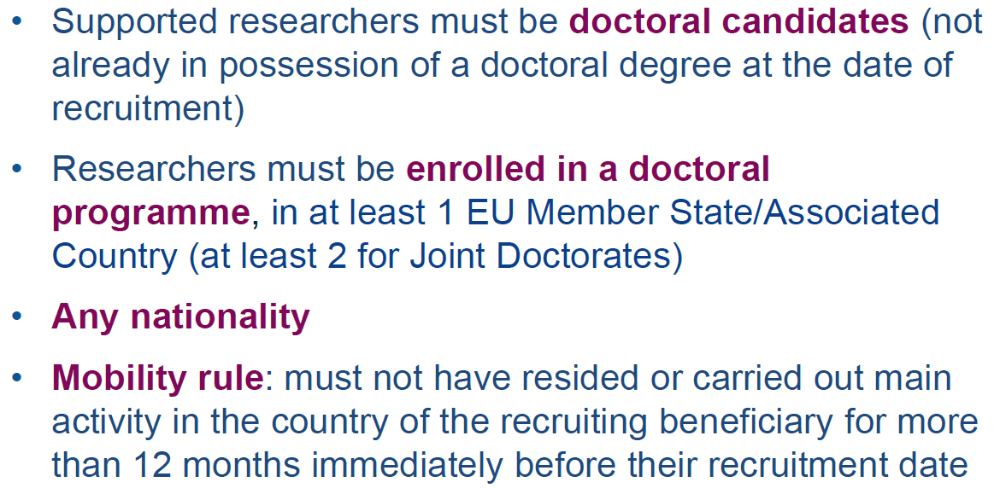 • Supported researchers must be doctoral candidates (not
already in possession of a doctoral degree at the date of
recruitment)
• Researchers must be enrolled in a doctoral
programme, in at least 1 EU Member State/Associated
Country (at least 2 for Joint Doctorates)
• Any nationality
• Mobility rule: must not have resided or carried out main
activity in the country of the recruiting beneficiary for more
than 12 months immediately before their recruitment date